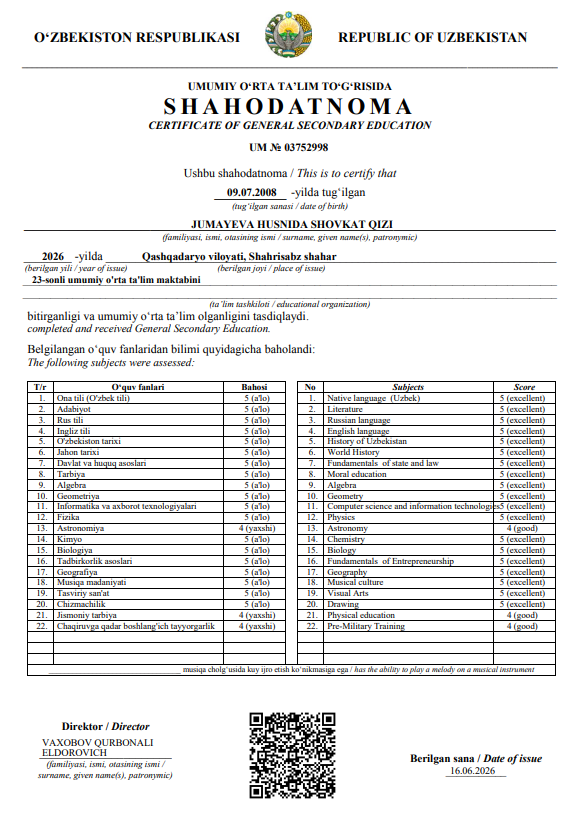 O‘ZBEKISTON RESPUBLIKASI REPUBLIC OF UZBEKISTAN
UMUMIY O‘RTA TA’LIM TO‘G‘RISIDA
SHAHODATNOMA
CERTIFICATE OF GENERAL SECONDARY EDUCATION
UM № 03752998
Ushbu shahodatnoma / This is to certify that
09.07.2008 -yilda tug‘ilgan
(tug‘ilgan sanasi / date of birth)
JUMAYEVA HUSNIDA SHOVKAT QIZI
(familiyasi, ismi, otasining ismi / surname, given name(s), patronymic)
2026 -yilda Qashqadaryo viloyati, Shahrisabz shahar
(berilgan yili / year of issue) (berilgan joyi / place of issue)
23-sonli umumiy o'rta ta'lim maktabini
(ta’lim tashkiloti / educational organization)
bitirganligi va umumiy o‘rta ta’lim olganligini tasdiqlaydi.
completed and received General Secondary Education.
Belgilangan o‘quv fanlaridan bilimi quyidagicha baholandi:
The following subjects were assessed:
T/r O‘quv fanlari Bahosi No Subjects Score
1. Ona tili (O'zbek tili) 5 (a'lo) 1. Native language (Uzbek) 5 (excellent)
2. Adabiyot 5 (a'lo) 2. Literature 5 (excellent)
3. Rus tili 5 (a'lo) 3. Russian language 5 (excellent)
4. Ingliz tili 5 (a'lo) 4. English language 5 (excellent)
5. O'zbekiston tarixi 5 (a'lo) 5. History of Uzbekistan 5 (excellent)
6. Jahon tarixi 5 (a'lo) 6. World History 5 (excellent)
7. Davlat va huquq asoslari 5 (a'lo) 7. Fundamentals of state and law 5 (excellent)
8. Tarbiya 5 (a'lo) 8. Moral education 5 (excellent)
9. Algebra 5 (a'lo) 9. Algebra 5 (excellent)
10. Geometriya 5 (a'lo) 10. Geometry 5 (excellent)
11. Informatika va axborot texnologiyalari 5 (a'lo) 11. Computer science and information technologies 5 (excellent)
12. Fizika 5 (a'lo) 12. Physics 5 (excellent)
13. Astronomiya 4 (yaxshi) 13. Astronomy 4 (good)
14. Kimyo 5 (a'lo) 14. Chemistry 5 (excellent)
15. Biologiya 5 (a'lo) 15. Biology 5 (excellent)
16. Tadbirkorlik asoslari 5 (a'lo) 16. Fundamentals of Entrepreneurship 5 (excellent)
17. Geografiya 5 (a'lo) 17. Geography 5 (excellent)
18. Musiqa madaniyati 5 (a'lo) 18. Musical culture 5 (excellent)
19. Tasviriy san'at 5 (a'lo) 19. Visual Arts 5 (excellent)
20. Chizmachilik 5 (a'lo) 20. Drawing 5 (excellent)
21. Jismoniy tarbiya 4 (yaxshi) 21. Physical education 4 (good)
22. Chaqiruvga qadar boshlang'ich tayyorgarlik 4 (yaxshi) 22. Pre-Military Training 4 (good)
musiqa cholg‘usida kuy ijro etish ko‘nikmasiga ega / has the ability to play a melody on a musical instrument
Direktor / Director
VAXOBOV QURBONALI
ELDOROVICH
(familiyasi, ismi, otasining ismi /
surname, given name(s), patronymic)
Berilgan sana / Date of issue
16.06.2026